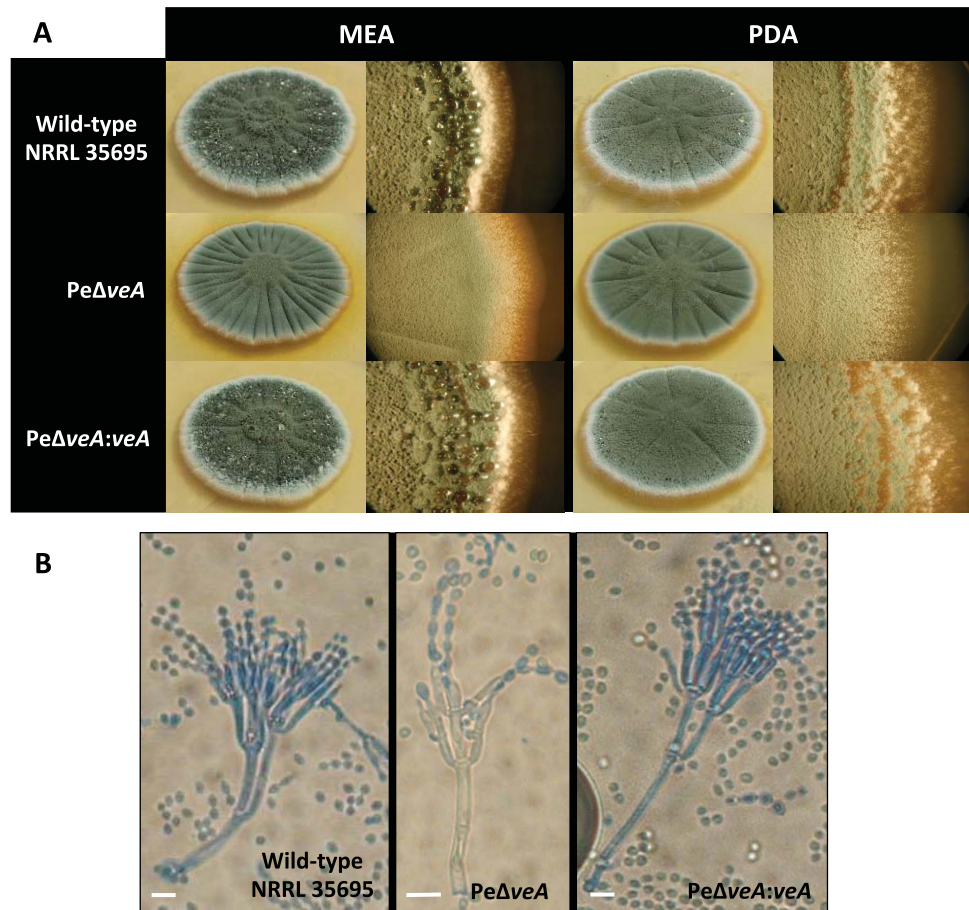 A
MEA
PDA
Wild-type
NRRL 35695
PeΔveA
PeΔveA:veA
B
Wild-type
NRRL 35695
PeΔveA
PeΔveA:veA